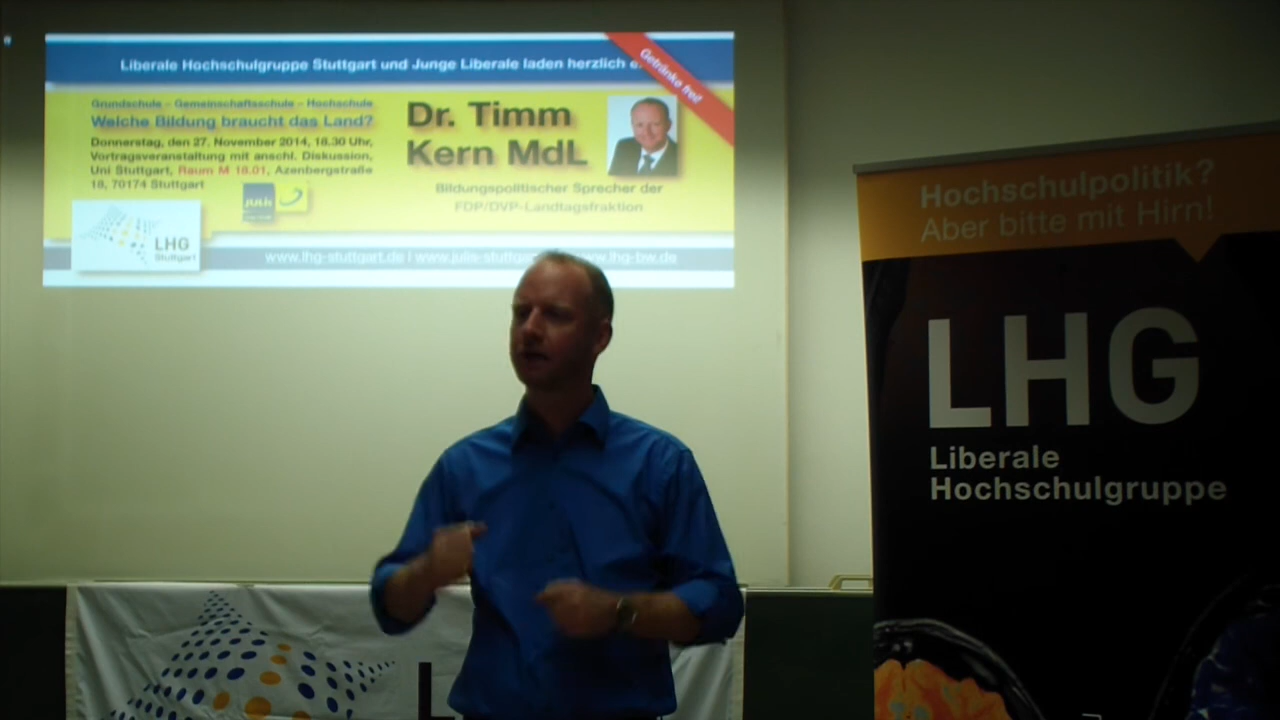 Liberale Hochschulgruppe Stuttgart und Junge Liberale laden herzlich
Getränke frei!
Grundschule – Gemeinschaftsschule – Hochschule
Welche Bildung braucht das Land?
Donnerstag, den 27. November 2014, 18.30 Uhr,
Vortragsveranstaltung mit anschl. Diskussion,
Uni Stuttgart, Raum M 18.01, Azenbergstraße
18, 70174 Stuttgart
Dr. Timm
Kern MdL
Bildungspolitischer Sprecher der
FDP/DVP-Landtagsfraktion
JULIS
LHG
Stuttgart
www.lhg-stuttgart.de | www.julis-stuttg www.lhg-bw.de
Hochschulpolitik?
Aber bitte mit Hirn!
LHG
Liberale
Hochschulgruppe
L